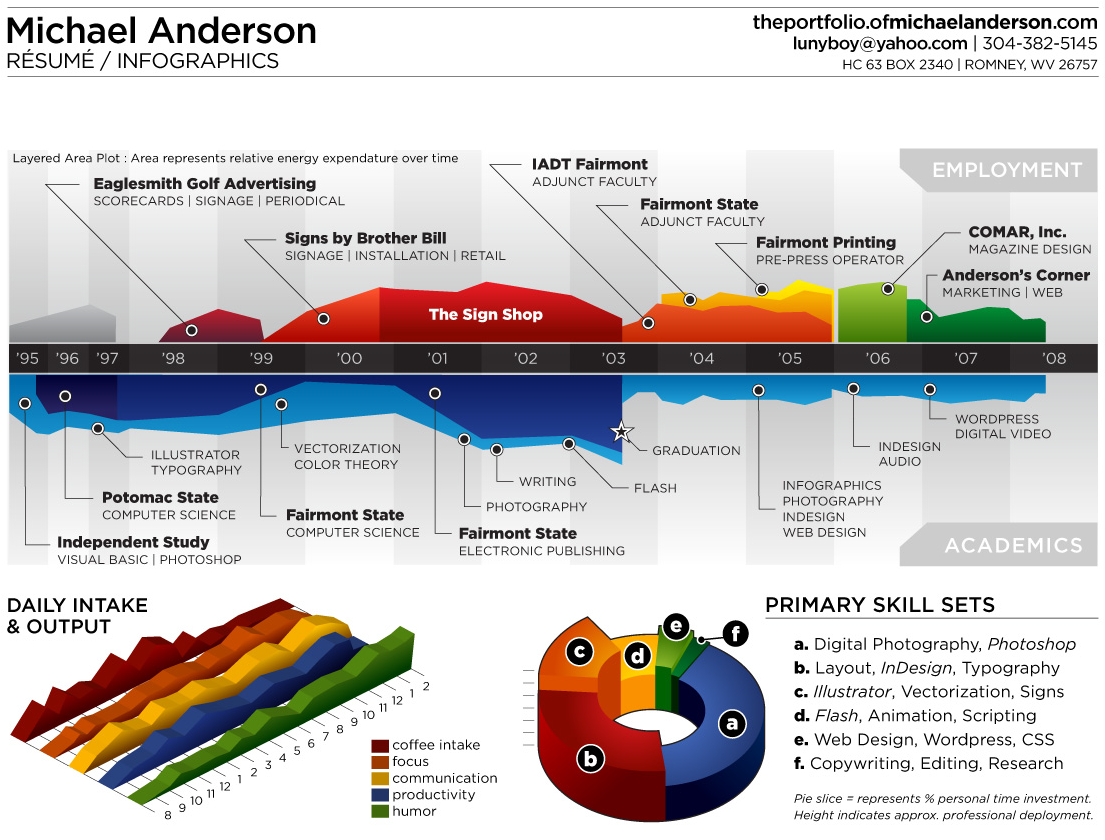 Michael Anderson
RÉSUMÉ / INFOGRAPHICS
theportfolio.ofmichaelanderson.com
lunyboy@yahoo.com | 304-382-5145
HC 63 BOX 2340 | ROMNEY, WV 26757
Layered Area Plot : Area represents relative energy expendature over time
EMPLOYMENT
Eaglesmith Golf Advertising
SCORECARDS | SIGNAGE | PERIODICAL
Signs by Brother Bill
SIGNAGE | INSTALLATION | RETAIL
The Sign Shop
IADT Fairmont
ADJUNCT FACULTY
Fairmont State
ADJUNCT FACULTY
Fairmont Printing
PRE-PRESS OPERATOR
COMAR, Inc.
MAGAZINE DESIGN
Anderson's Corner
MARKETING | WEB
'95 '96 '97 '98 '99 '00 '01 '02 '03 '04 '05 '06 '07 '08
ILLUSTRATOR
TYPOGRAPHY
Potomac State
COMPUTER SCIENCE
Independent Study
VISUAL BASIC | PHOTOSHOP
VECTORIZATION
COLOR THEORY
Fairmont State
COMPUTER SCIENCE
WRITING
PHOTOGRAPHY
Fairmont State
ELECTRONIC PUBLISHING
FLASH
GRADUATION
INFOGRAPHICS
PHOTOGRAPHY
INDESIGN
WEB DESIGN
INDESIGN
AUDIO
WORDPRESS
DIGITAL VIDEO
ACADEMICS
DAILY INTAKE
& OUTPUT
8 9 10 11 12 1 2 3 4 5 6 7 8 9 10 11 12 1 2
coffee intake
focus
communication
productivity
humor
a
b
c
d
e
f
PRIMARY SKILL SETS
a. Digital Photography, Photoshop
b. Layout, InDesign, Typography
c. Illustrator, Vectorization, Signs
d. Flash, Animation, Scripting
e. Web Design, Wordpress, CSS
f. Copywriting, Editing, Research
Pie slice = represents % personal time investment.
Height indicates approx. professional deployment.